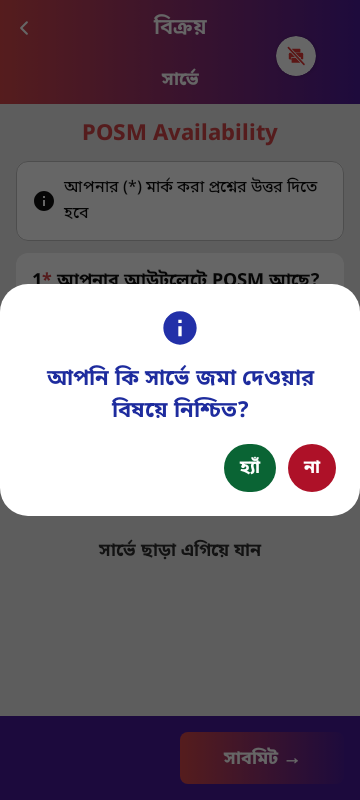 বিক্রয়
সার্ভে
POSM Availability
আপনার (*) মার্ক করা প্রশ্নের উত্তর দিতে
হবে
1* আপনার আউটলেটে POSM আছে?
আপনি কি সার্ভে জমা দেওয়ার
বিষয়ে নিশ্চিত?
হ্যাঁ
না
সার্ভে ছাড়া এগিয়ে যান
সাবমিট →